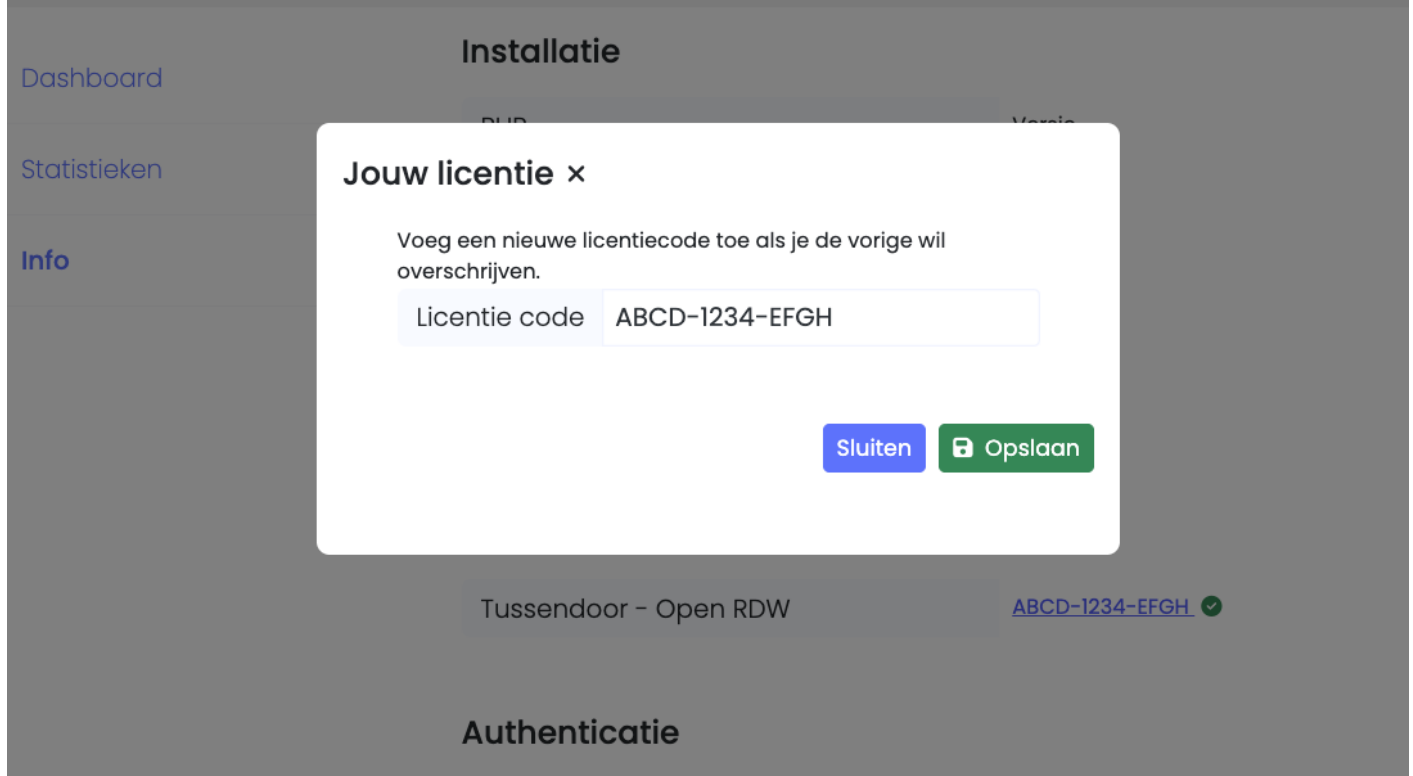 Installatie
Dashboard
Statistieken
Jouw licentie ×
Voeg een nieuwe licentiecode toe als je de vorige wil
overschrijven.
Info
Licentie code ABCD-1234-EFGH
Sluiten Opslaan
Tussendoor - Open RDW ABCD-1234-EFGH
Authenticatie